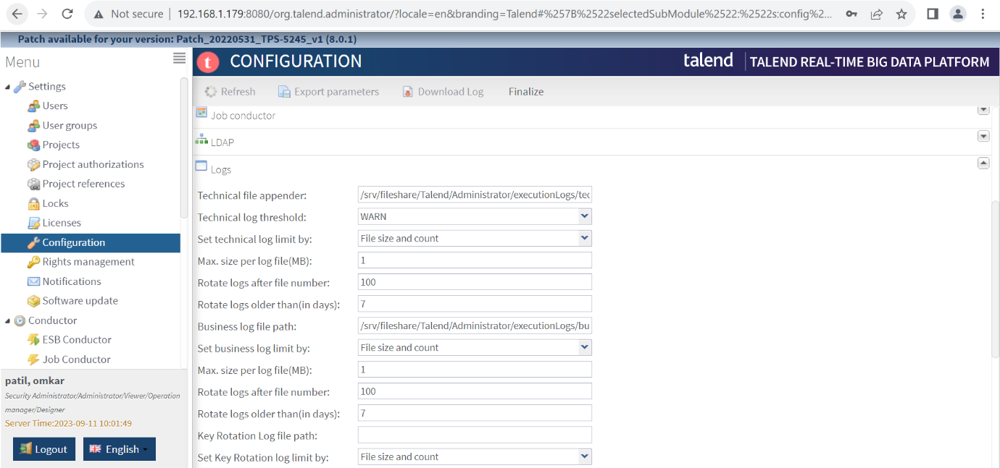 Not secure | 192.168.1.179:8080/org.talend.administrator/?locale=en&branding=Talend#%257B%2522selectedSubModule%2522:%2522s:config%2...
Patch available for your version: Patch_20220531_TPS-5245_v1 (8.0.1)
Menu
Settings
Users
User groups
Projects
Project authorizations
Project references
Locks
Licenses
Configuration
Rights management
Notifications
Software update
Conductor
ESB Conductor
Job Conductor
patil, omkar
Security Administrator/Administrator/Viewer/Operation
manager/Designer
Server Time:2023-09-11 10:01:49
Logout English
t CONFIGURATION talend TALEND REAL-TIME BIG DATA PLATFORM
Refresh Export parameters Download Log Finalize
Job conductor
LDAP
Logs
Technical file appender: /srv/fileshare/Talend/Administrator/executionLogs/tec
Technical log threshold: WARN
Set technical log limit by: File size and count
Max. size per log file(MB): 1
Rotate logs after file number: 100
Rotate logs older than(in days): 7
Business log file path: /srv/fileshare/Talend/Administrator/executionLogs/bu
Set business log limit by: File size and count
Max. size per log file(MB): 1
Rotate logs after file number: 100
Rotate logs older than(in days): 7
Key Rotation Log file path:
Set Key Rotation log limit by: File size and count